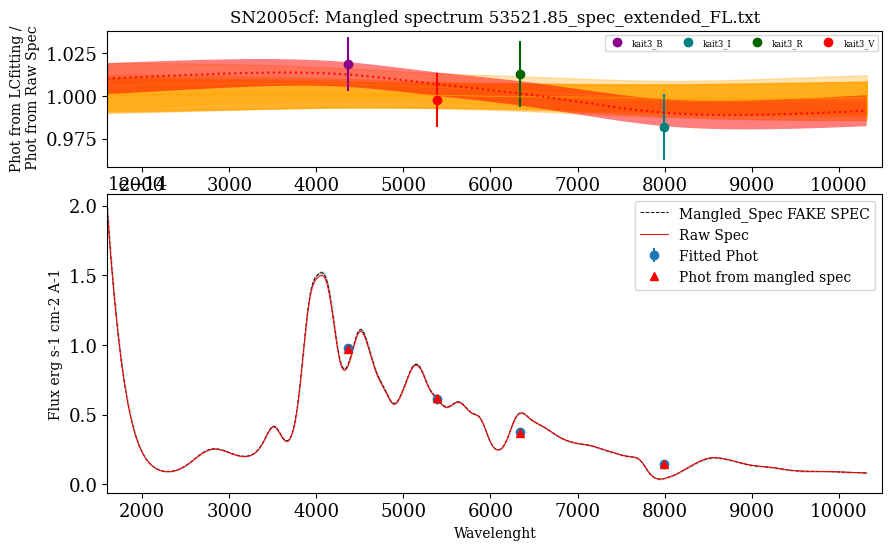 SN2005cf: Mangled spectrum 53521.85_spec_extended_FL.txt
Phot from LCfitting /
Phot from Raw Spec
1.025
1.000
0.975
kait3_B kait3_I kait3_R kait3_V
2000 3000 4000 5000 6000 7000 8000 9000 10000
1e−14
Flux erg s-1 cm-2 A-1
2.0
1.5
1.0
0.5
0.0
Mangled_Spec FAKE SPEC
Raw Spec
Fitted Phot
Phot from mangled spec
2000 3000 4000 5000 6000 7000 8000 9000 10000
Wavelenght